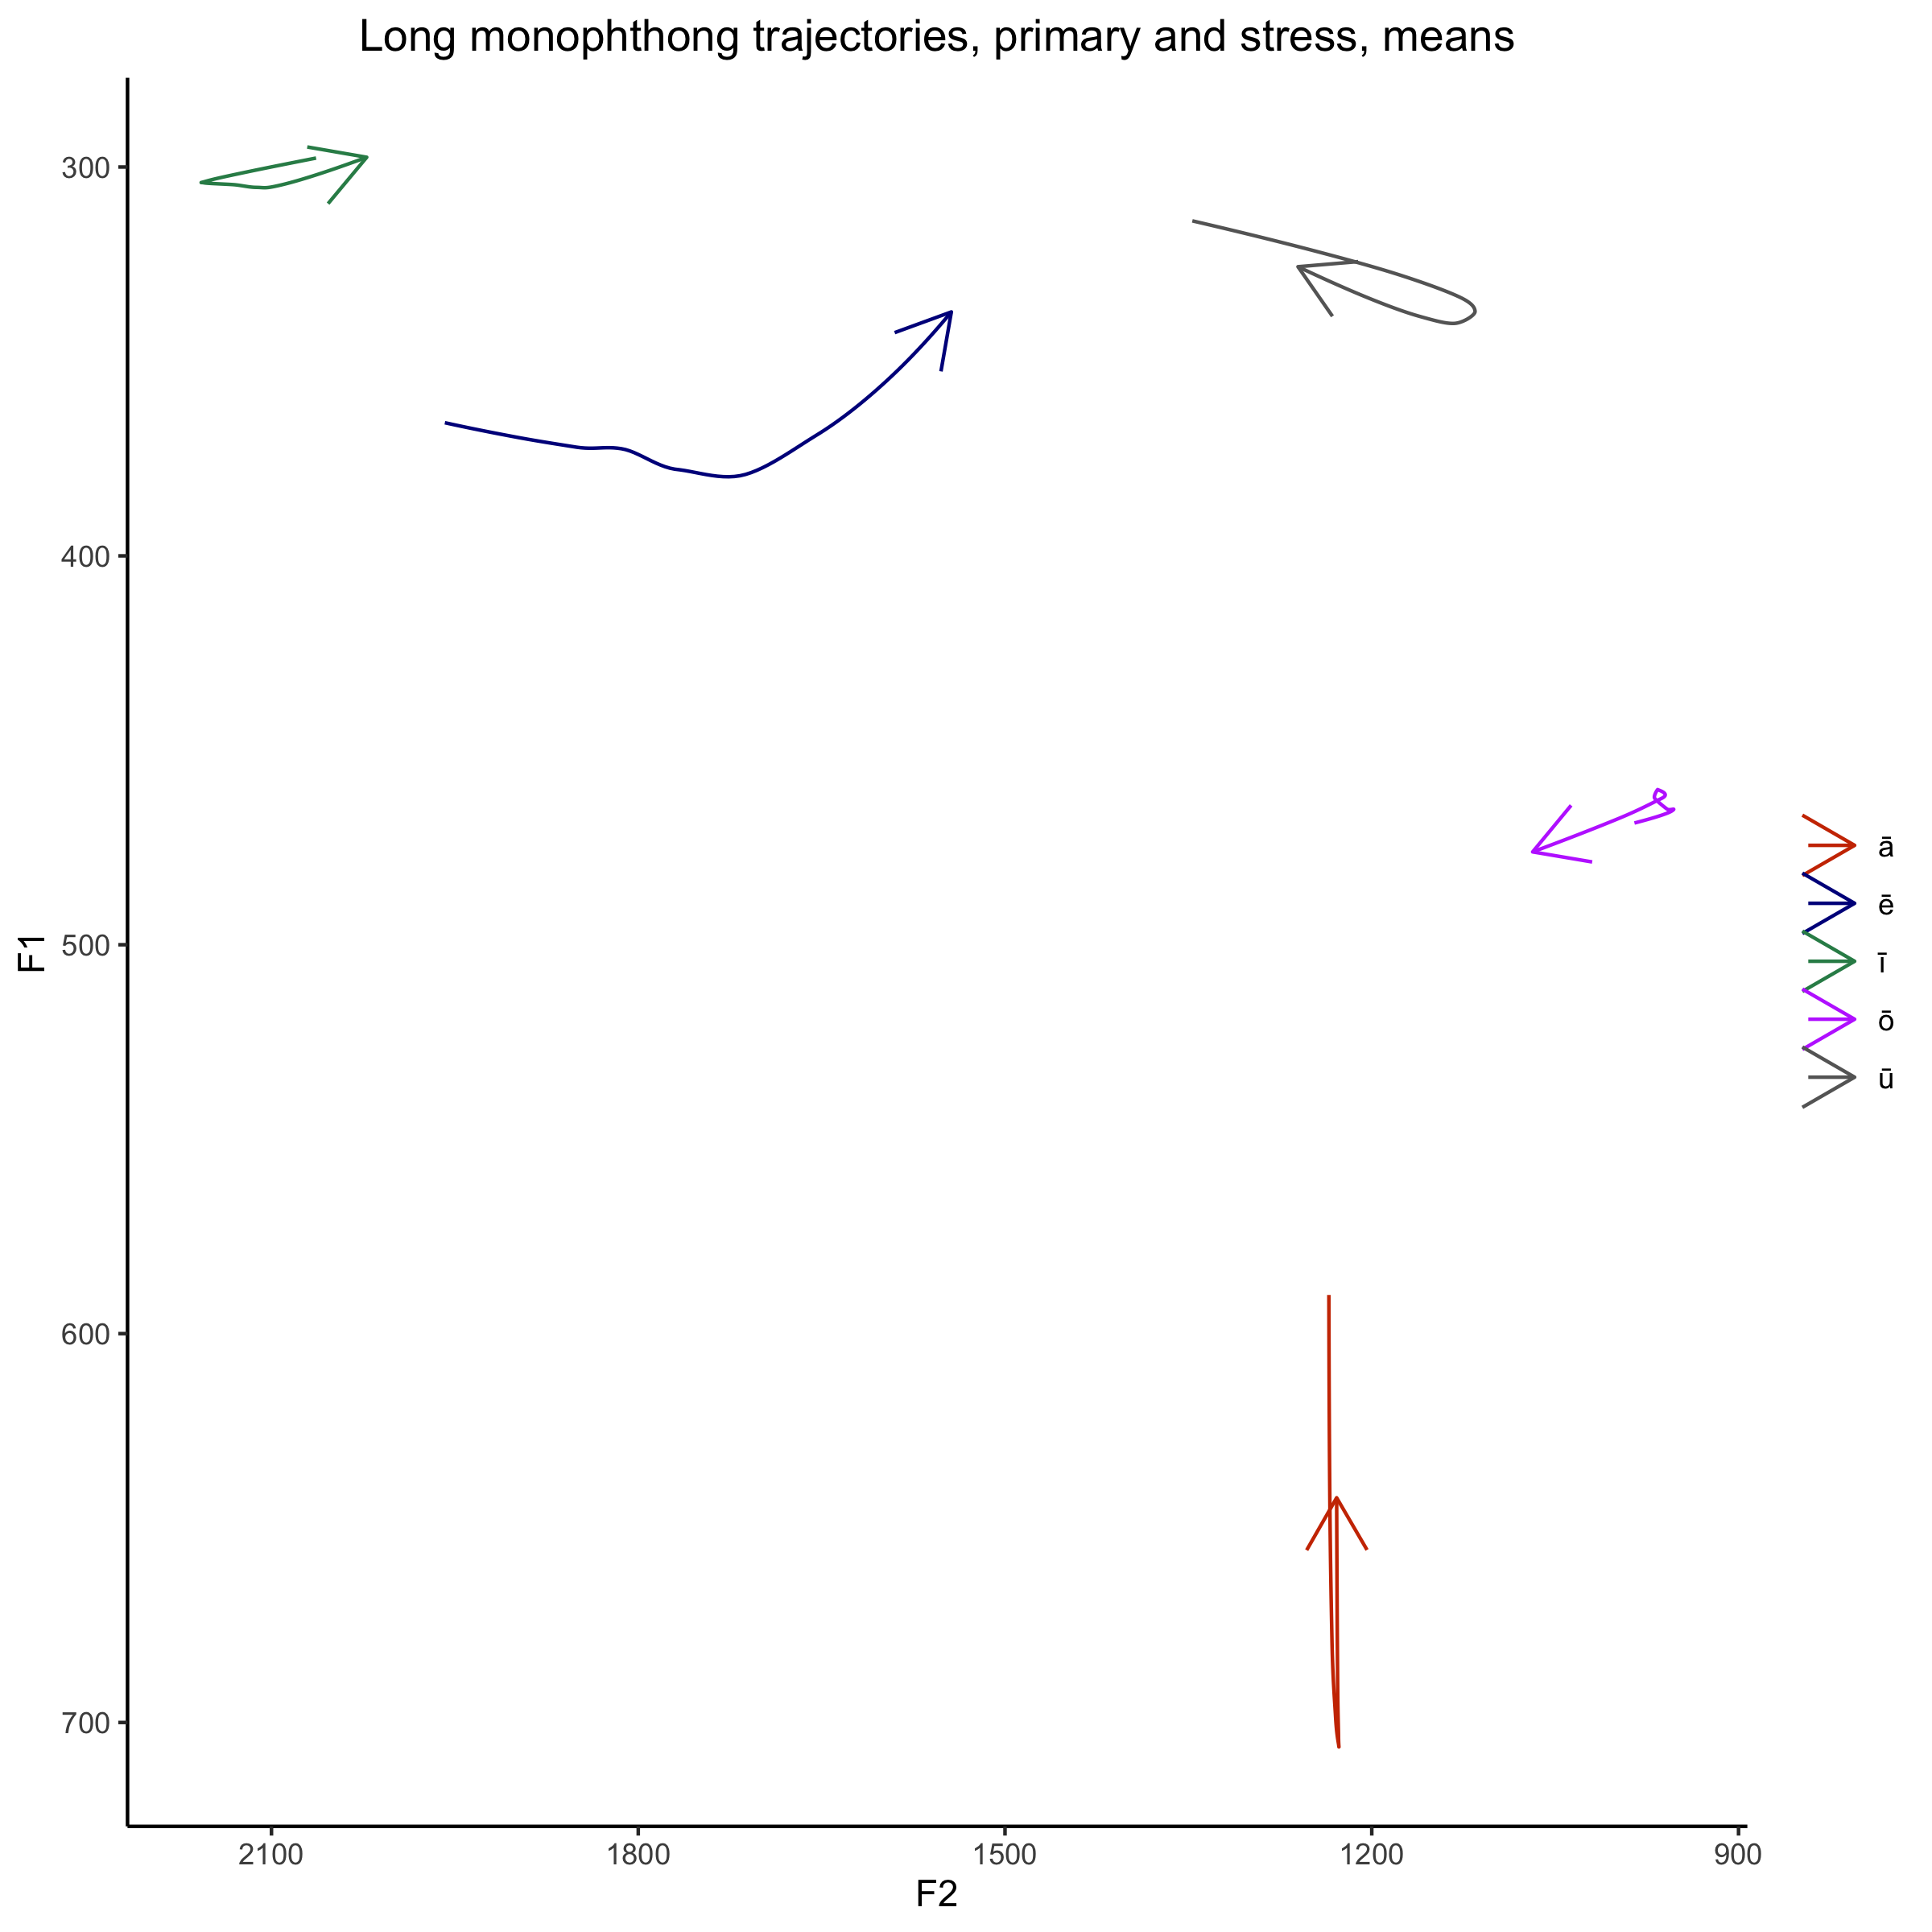 Long monophthong trajectories, primary and stress, means
300
400
500
600
700
F1
2100
1800
1500
1200
900
F2
ā
ē
ī
ō
ū